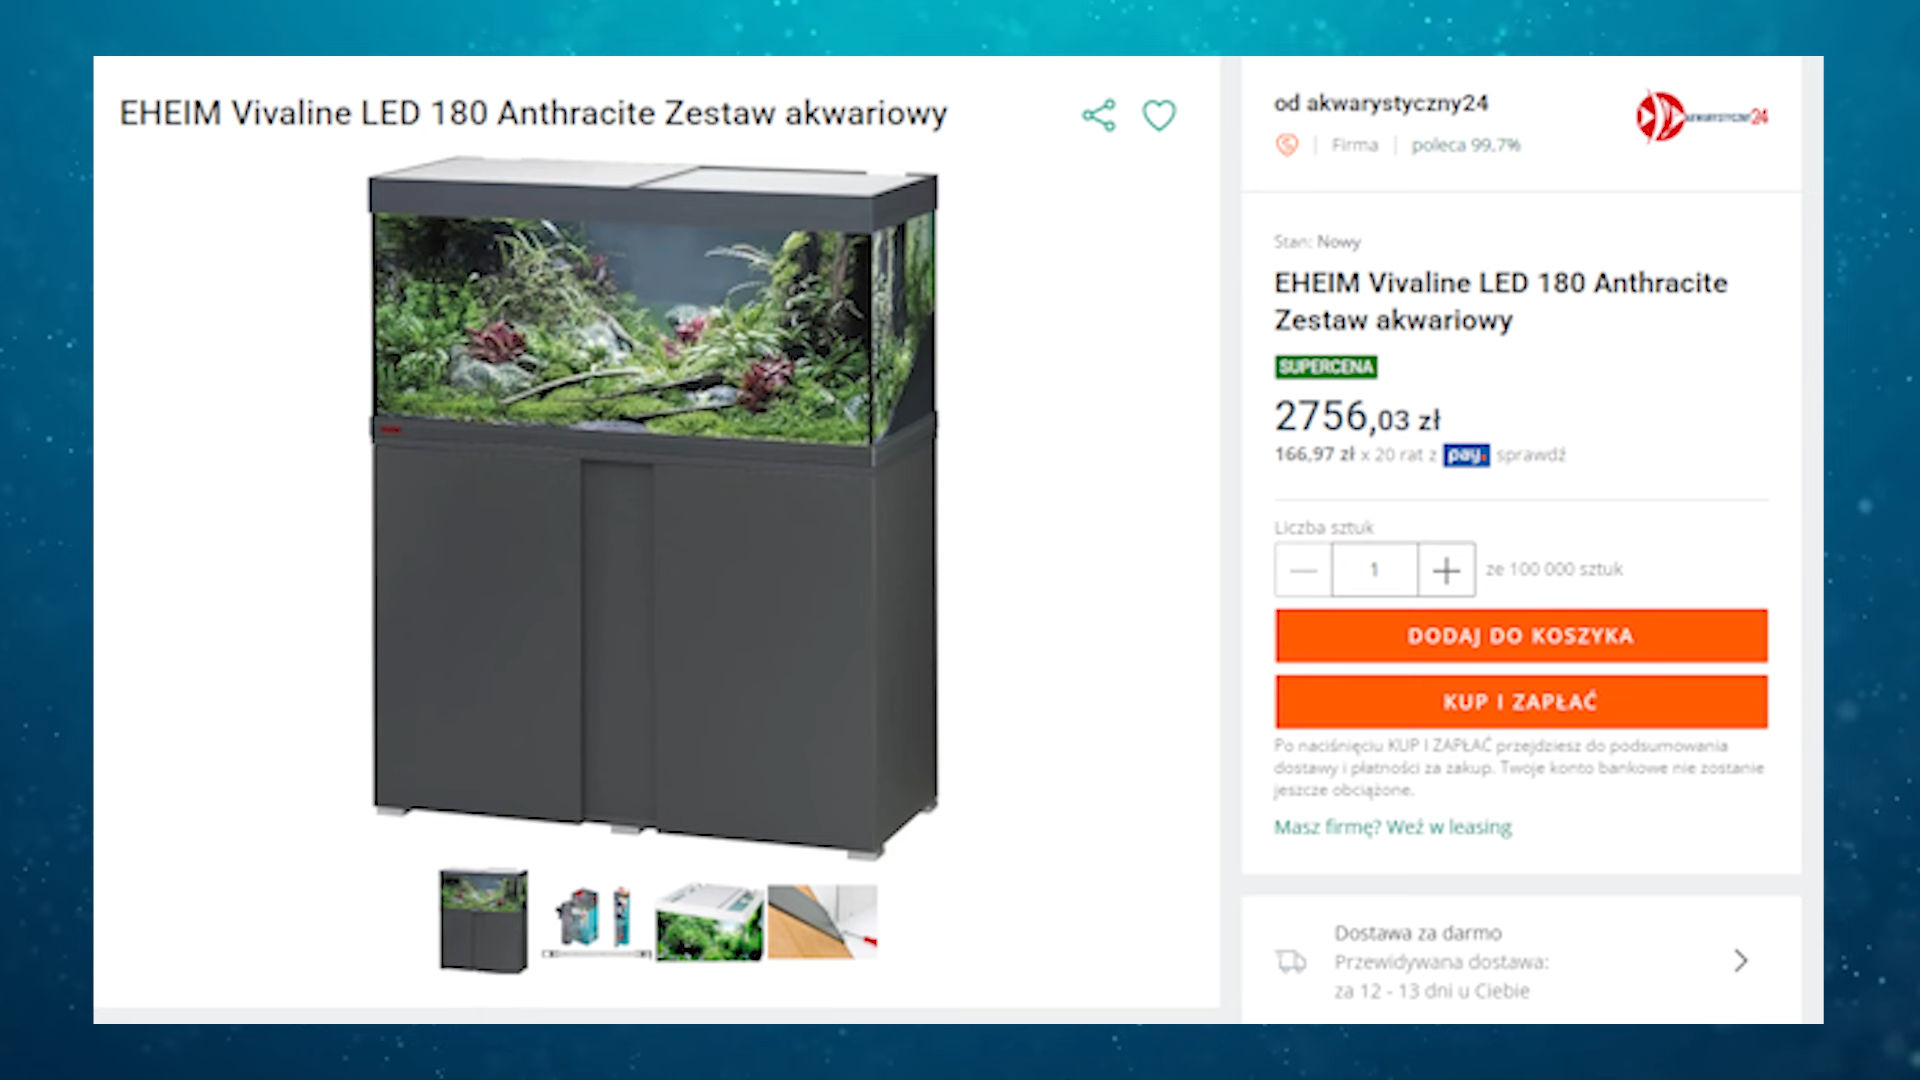 EHEIM Vivaline LED 180 Anthracite Zestaw akwariowy
od akwarystyczny24
AKWARYSTYCZNY24
Firma
poleca 99,7%
Stan: Nowy
EHEIM Vivaline LED 180 Anthracite
Zestaw akwariowy
SUPERCENA
2756,03 zł
166,97 zł x 20 rat z pay. sprawdź
Liczba sztuk
1
ze 100 000 sztuk
DODAJ DO KOSZYKA
KUP I ZAPŁAĆ
Po naciśnięciu KUP I ZAPŁAĆ przejdziesz do podsumowania
dostawy i płatności za zakup. Twoje konto bankowe nie zostanie
jeszcze obciążone.
Masz firmę? Weź w leasing
Dostawa za darmo
Przewidywana dostawa:
za 12 - 13 dni u Ciebie